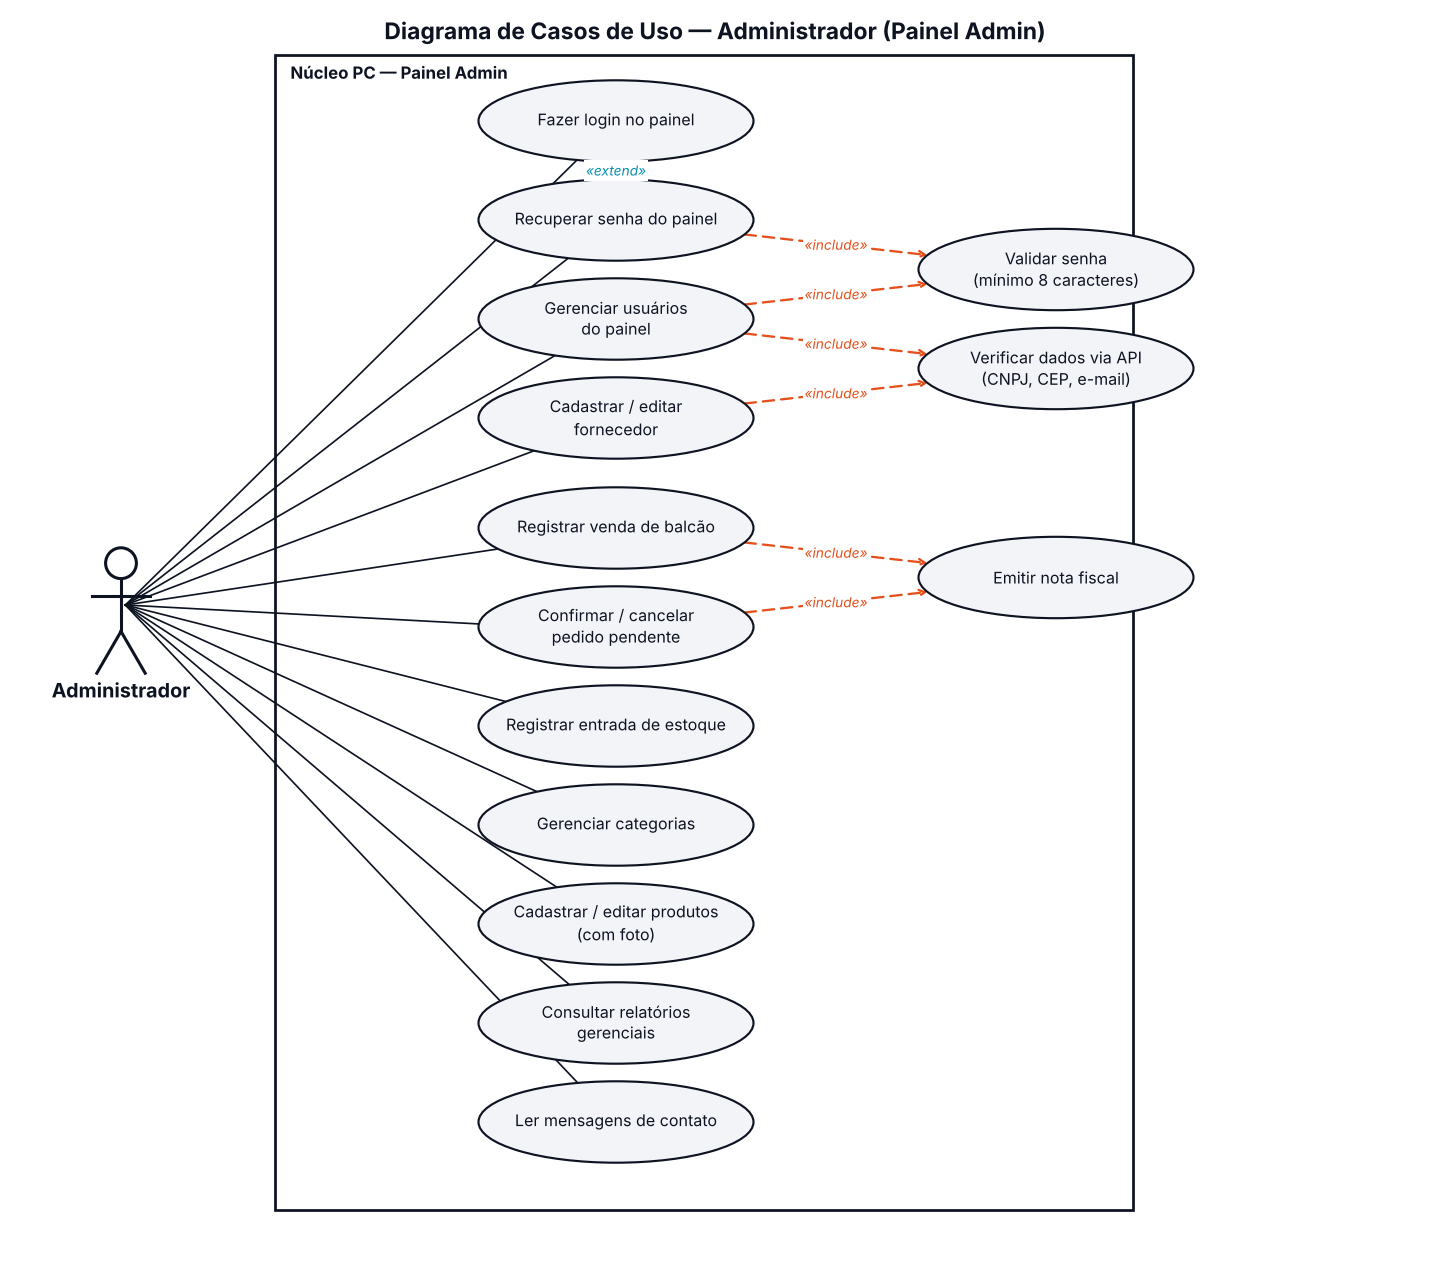 Diagrama de Casos de Uso — Administrador (Painel Admin)
Núcleo PC — Painel Admin
Fazer login no painel
«extend»
Recuperar senha do painel
«include»
Validar senha
(mínimo 8 caracteres)
Gerenciar usuários
do painel
«include»
«include»
Verificar dados via API
(CNPJ, CEP, e-mail)
Cadastrar / editar
fornecedor
«include»
Registrar venda de balcão
«include»
Emitir nota fiscal
Confirmar / cancelar
pedido pendente
«include»
Administrador
Registrar entrada de estoque
Gerenciar categorias
Cadastrar / editar produtos
(com foto)
Consultar relatórios
gerenciais
Ler mensagens de contato